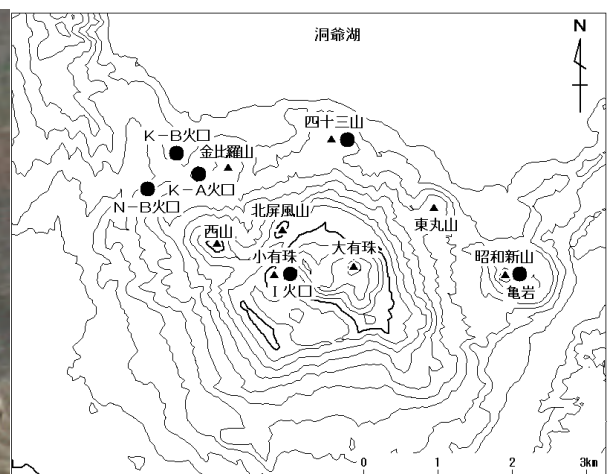 洞爺湖
N
四十三山
K－B火口
金比羅山
K－A火口
N－B火口
東丸山
北屏風山
西山
小有珠
大有珠
I火口
昭和新山
亀岩
0 1 2 3km